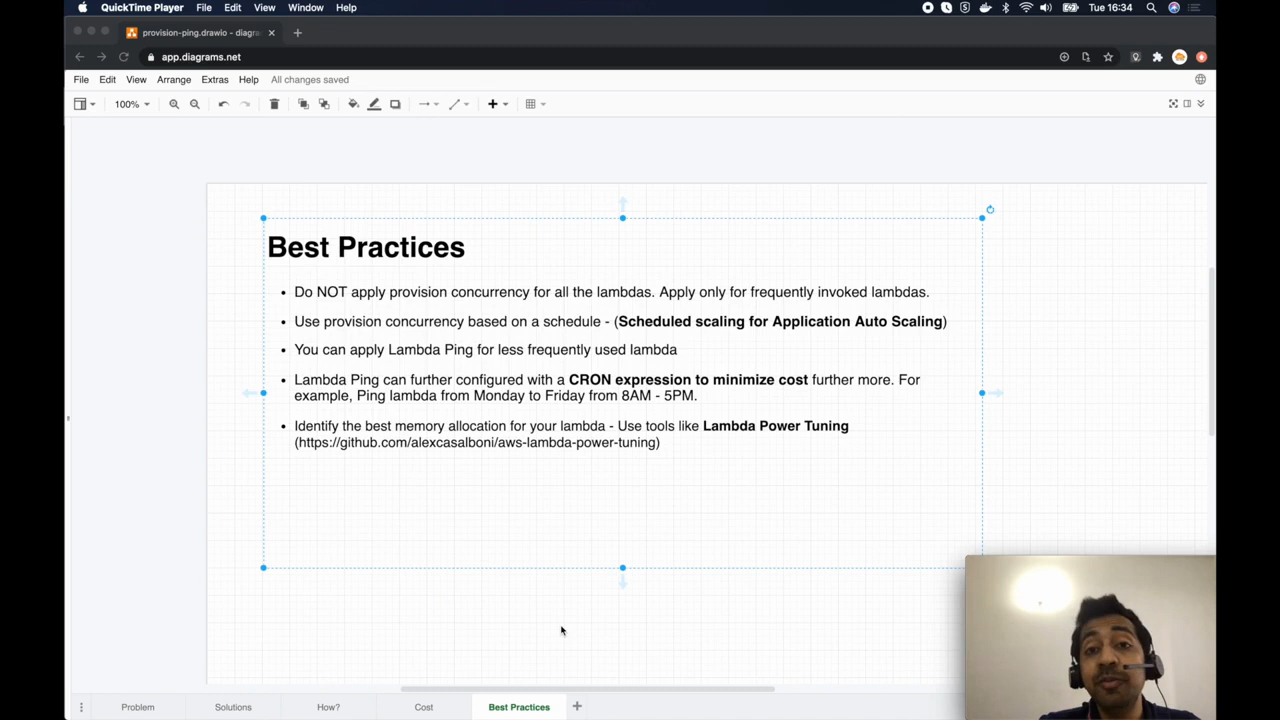 QuickTime Player File Edit View Window Help Tue 16:34
provision-ping.drawio - diagra
app.diagrams.net
File Edit View Arrange Extras Help All changes saved
100%
Best Practices
• Do NOT apply provision concurrency for all the lambdas. Apply only for frequently invoked lambdas.
• Use provision concurrency based on a schedule - (Scheduled scaling for Application Auto Scaling)
• You can apply Lambda Ping for less frequently used lambda
• Lambda Ping can further configured with a CRON expression to minimize cost further more. For
example, Ping lambda from Monday to Friday from 8AM - 5PM.
• Identify the best memory allocation for your lambda - Use tools like Lambda Power Tuning
(https://github.com/alexcasalboni/aws-lambda-power-tuning)
Problem Solutions How? Cost Best Practices